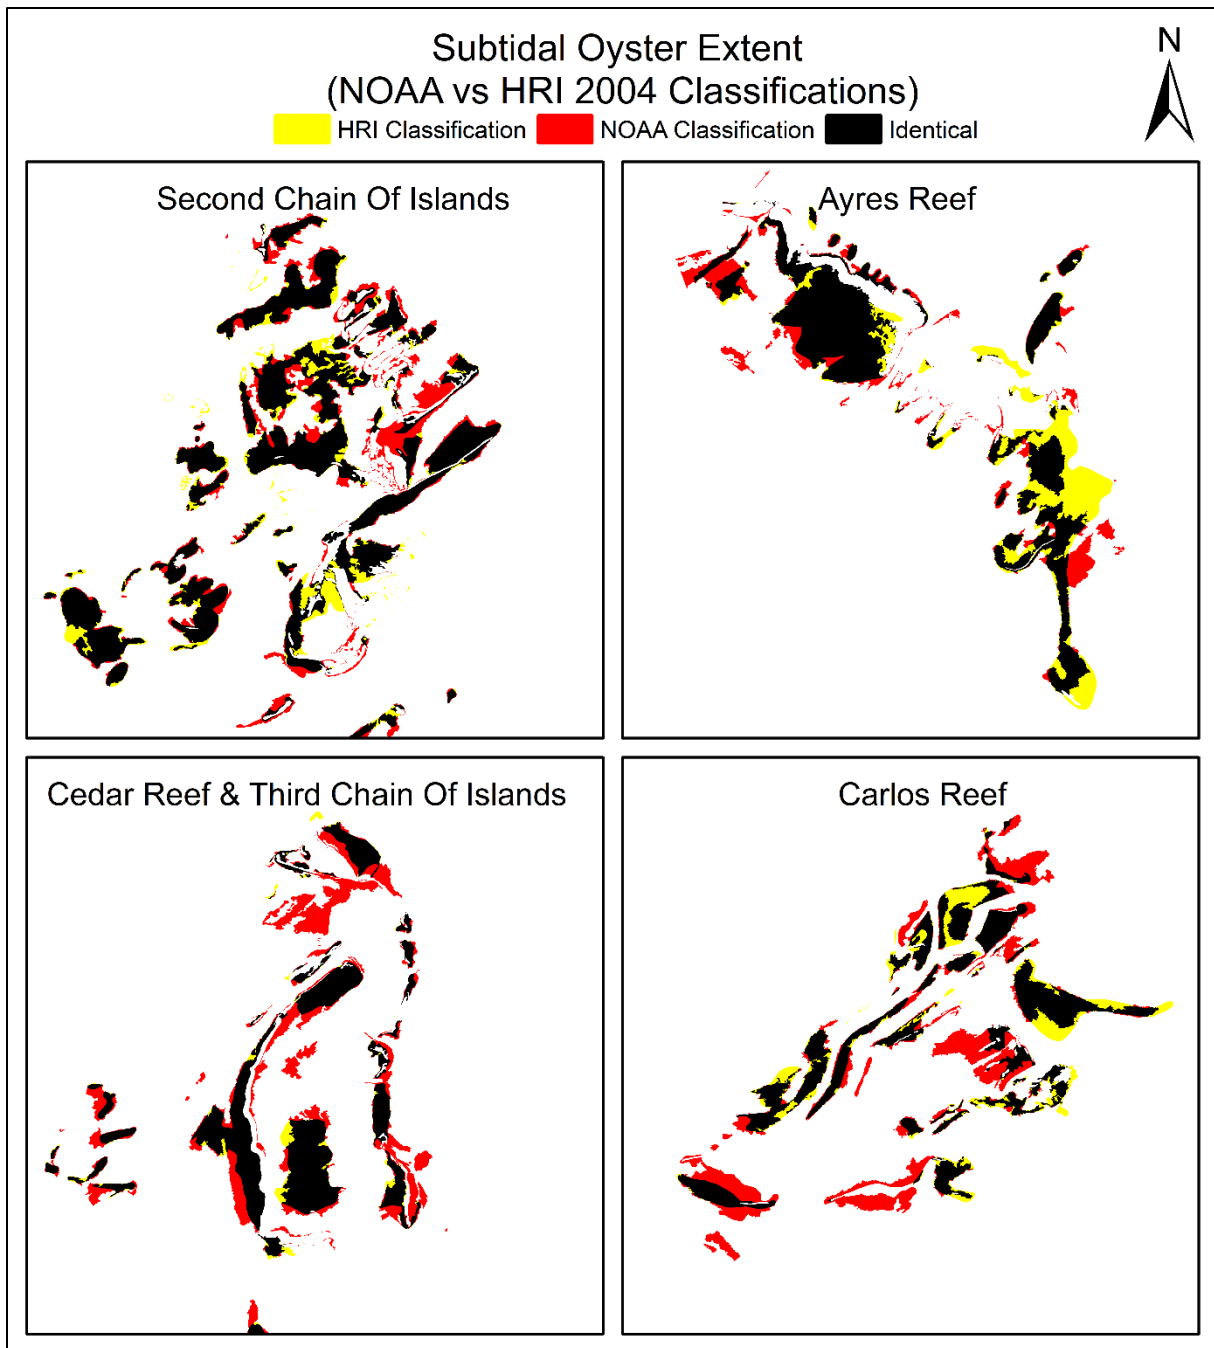 Subtidal Oyster Extent
(NOAA vs HRI 2004 Classifications)
HRI Classification NOAA Classification Identical
N
Second Chain Of Islands
Ayres Reef
Cedar Reef & Third Chain Of Islands
Carlos Reef